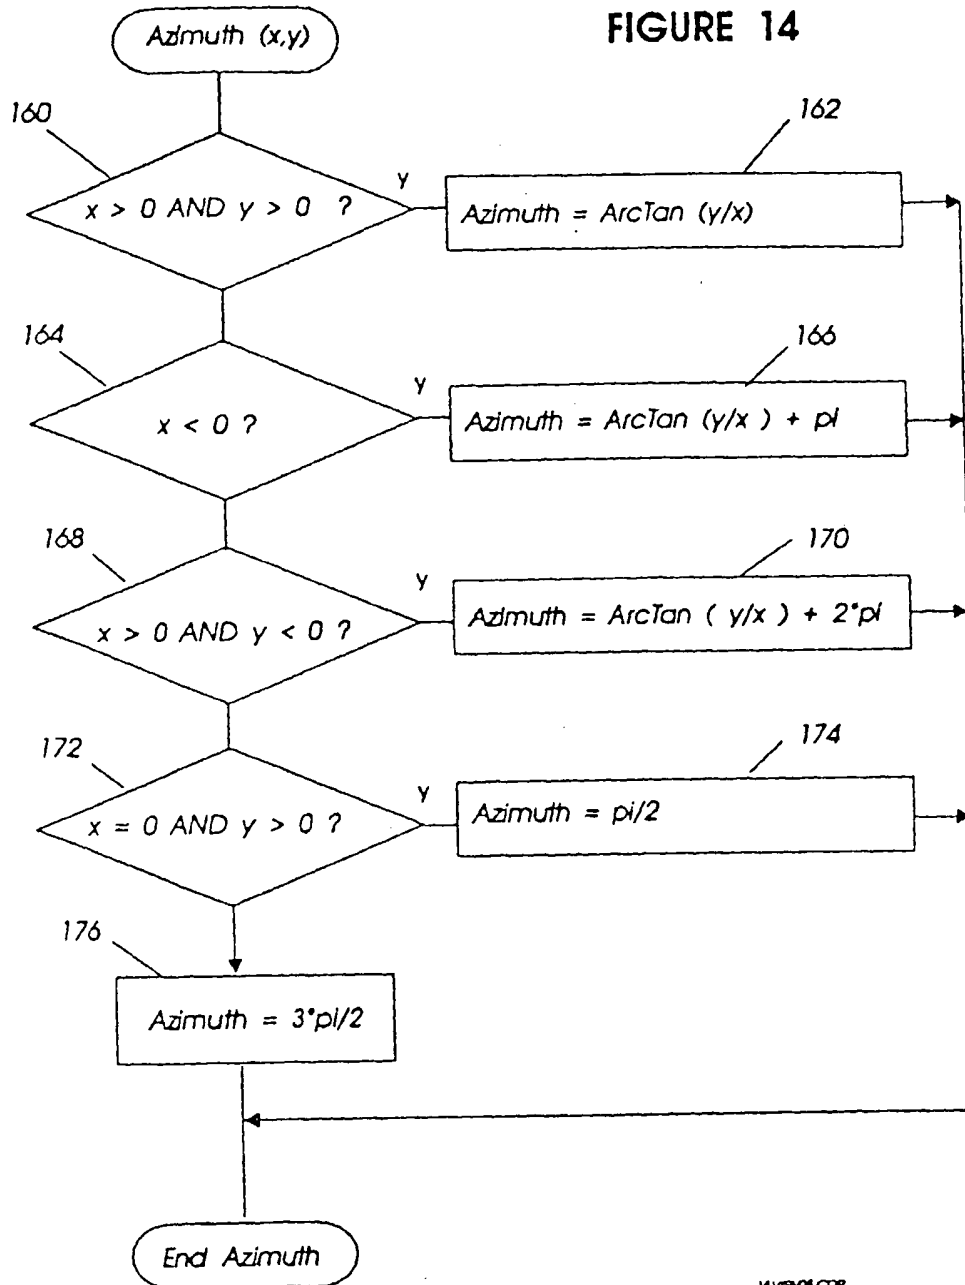 FIGURE 14
Azimuth (x,y)
160
x > 0 AND y > 0 ?
y
162
Azimuth = ArcTan (y/x)
164
x < 0 ?
y
166
Azimuth = ArcTan (y/x ) + pi
168
x > 0 AND y < 0 ?
y
170
Azimuth = ArcTan ( y/x ) + 2*pi
172
x = 0 AND y > 0 ?
y
174
Azimuth = pi/2
176
Azimuth = 3*pi/2
End Azimuth